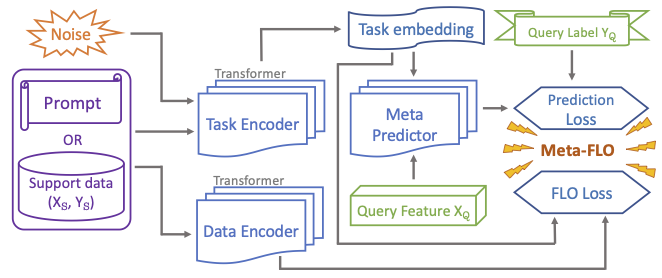 Noise
Task embedding
Query Label Y_Q
Transformer
Prompt
Task Encoder
Meta
Predictor
Prediction
Loss
OR
Meta-FLO
Support data
(X_S, Y_S)
Transformer
Query Feature X_Q
FLO Loss
Data Encoder